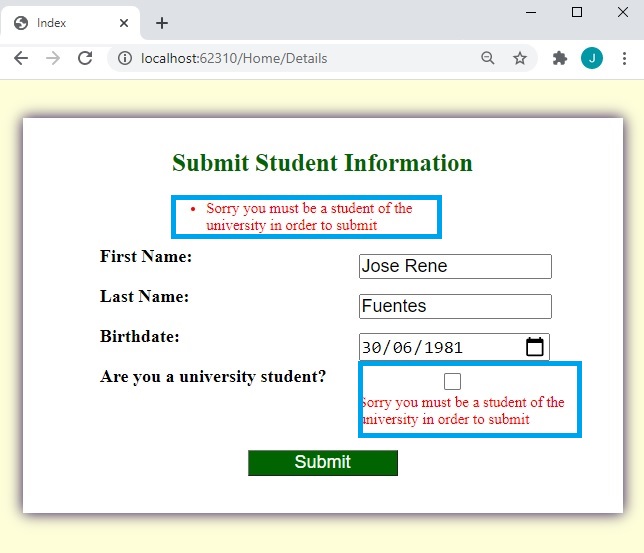 Index
localhost:62310/Home/Details
J
Submit Student Information
• Sorry you must be a student of the
university in order to submit
First Name:
Jose Rene
Last Name:
Fuentes
Birthdate:
30/06/1981
Are you a university student?
Sorry you must be a student of the
university in order to submit
Submit